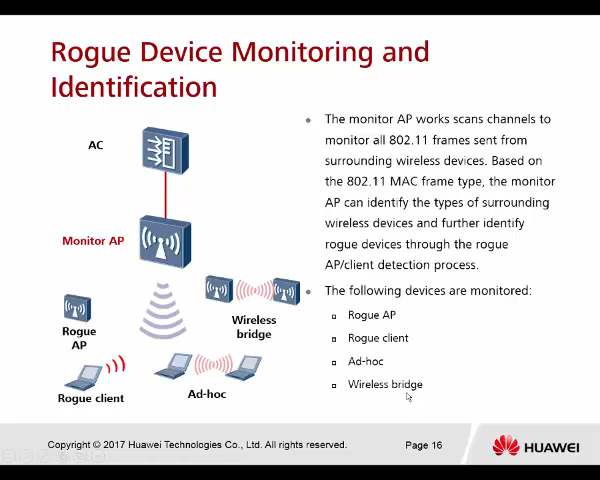 Rogue Device Monitoring and
Identification
AC
Monitor AP
Rogue
AP
Rogue client
Wireless
bridge
Ad-hoc
The monitor AP works scans channels to
monitor all 802.11 frames sent from
surrounding wireless devices. Based on
the 802.11 MAC frame type, the monitor
AP can identify the types of surrounding
wireless devices and further identify
rogue devices through the rogue
AP/client detection process.
The following devices are monitored:
Rogue AP
Rogue client
Ad-hoc
Wireless bridge
Copyright © 2017 Huawei Technologies Co., Ltd. All rights reserved.
Page 16
HUAWEI